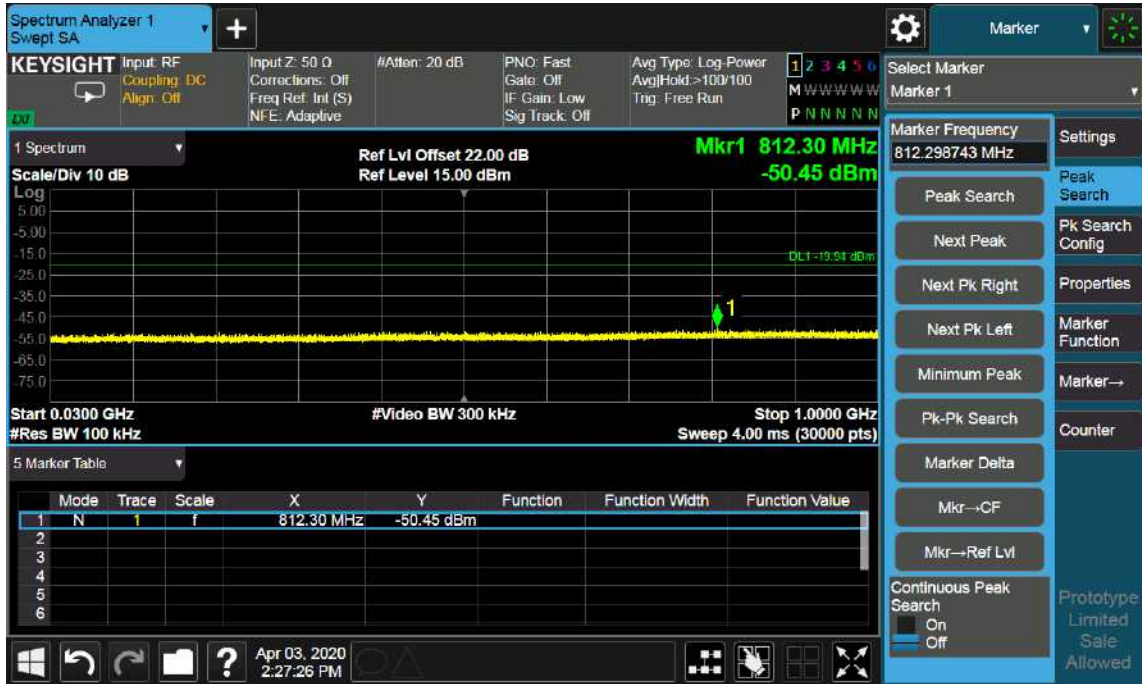 Spectrum Analyzer 1
Swept SA
+
Marker
KEYSIGHT
Input: RF
Coupling: DC
Align: Off
Input Z: 50 Ω
Corrections: Off
Freq Ref: Int (S)
NFE: Adaptive
#Atten: 20 dB
PNO: Fast
Gate: Off
IF Gain: Low
Sig Track: Off
Avg Type: Log-Power
Avg|Hold:>100/100
Trig: Free Run
1 2 3 4 5 6
M W W W W W
P N N N N N
LXI
Select Marker
Marker 1
1 Spectrum
Scale/Div 10 dB
Ref Lvl Offset 22.00 dB
Ref Level 15.00 dBm
Mkr1 812.30 MHz
-50.45 dBm
Log
5.00
-5.00
-15.0
-25.0
-35.0
-45.0
-55.0
-65.0
-75.0
DL1 -19.94 dBm
1
Start 0.0300 GHz
#Res BW 100 kHz
#Video BW 300 kHz
Stop 1.0000 GHz
Sweep 4.00 ms (30000 pts)
5 Marker Table
Mode Trace Scale X Y Function Function Width Function Value
1 N 1 f 812.30 MHz -50.45 dBm
2
3
4
5
6
Marker Frequency
812.298743 MHz
Peak Search
Next Peak
Next Pk Right
Next Pk Left
Minimum Peak
Pk-Pk Search
Marker Delta
Mkr→CF
Mkr→Ref Lvl
Continuous Peak
Search
On
Off
Settings
Peak
Search
Pk Search
Config
Properties
Marker
Function
Marker→
Counter
Prototype
Limited
Sale
Allowed
?
Apr 03, 2020
2:27:26 PM